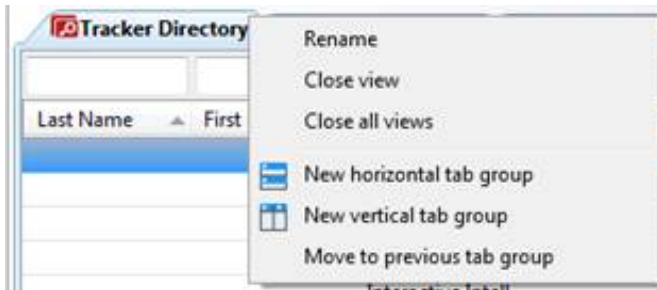 Tracker Directory
Rename
Close view
Last Name First
Close all views
New horizontal tab group
New vertical tab group
Move to previous tab group